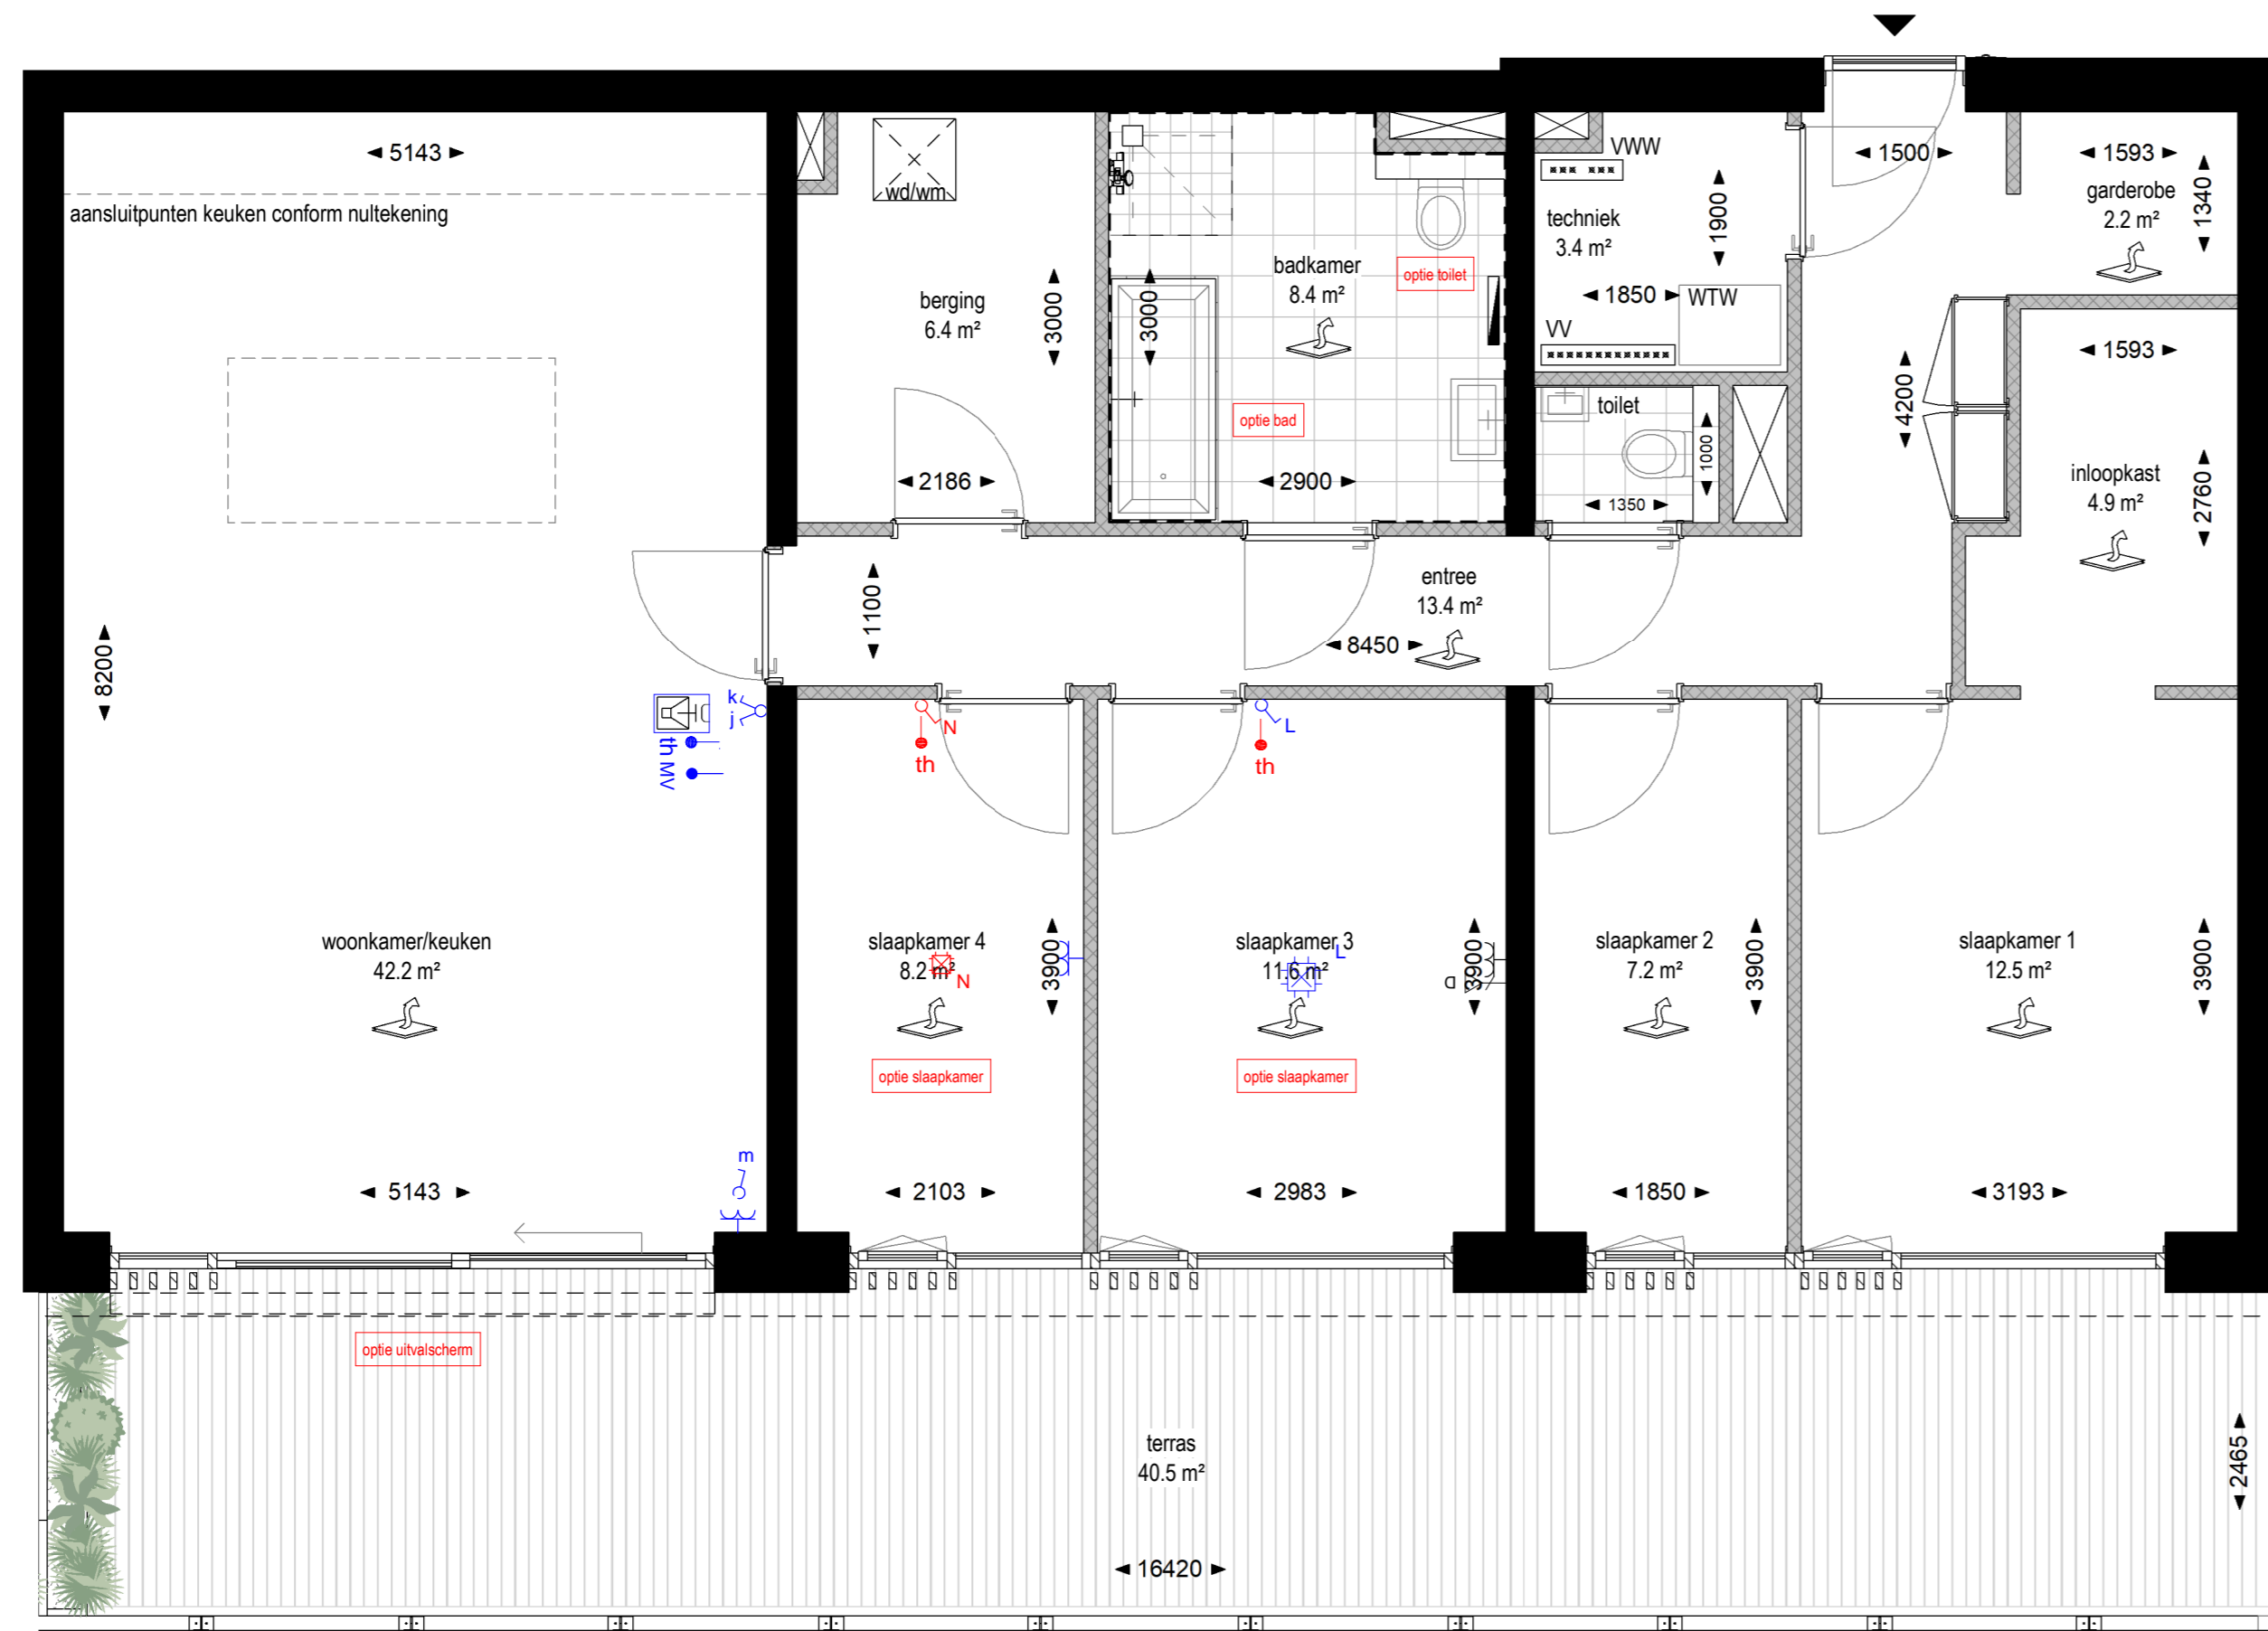 5143
aansluitpunten keuken conform nultekening
wd/wm
berging
6.4 m²
3000
2186
3000
badkamer
8.4 m²
optie toilet
optie bad
2900
VWW
techniek
3.4 m²
1900
1850
WTW
VV
toilet
1000
1350
1500
4200
1593
garderobe
2.2 m²
1340
1593
inloopkast
4.9 m²
2760
8200
1100
entree
13.4 m²
8450
k
j
th MV
N
th
L
th
woonkamer/keuken
42.2 m²
slaapkamer 4
8.2 m²
N
3900
optie slaapkamer
slaapkamer 3
11.6 m²
L
3900
D
optie slaapkamer
slaapkamer 2
7.2 m²
3900
slaapkamer 1
12.5 m²
3900
m
5143
2103
2983
1850
3193
optie uitvalscherm
terras
40.5 m²
2465
16420